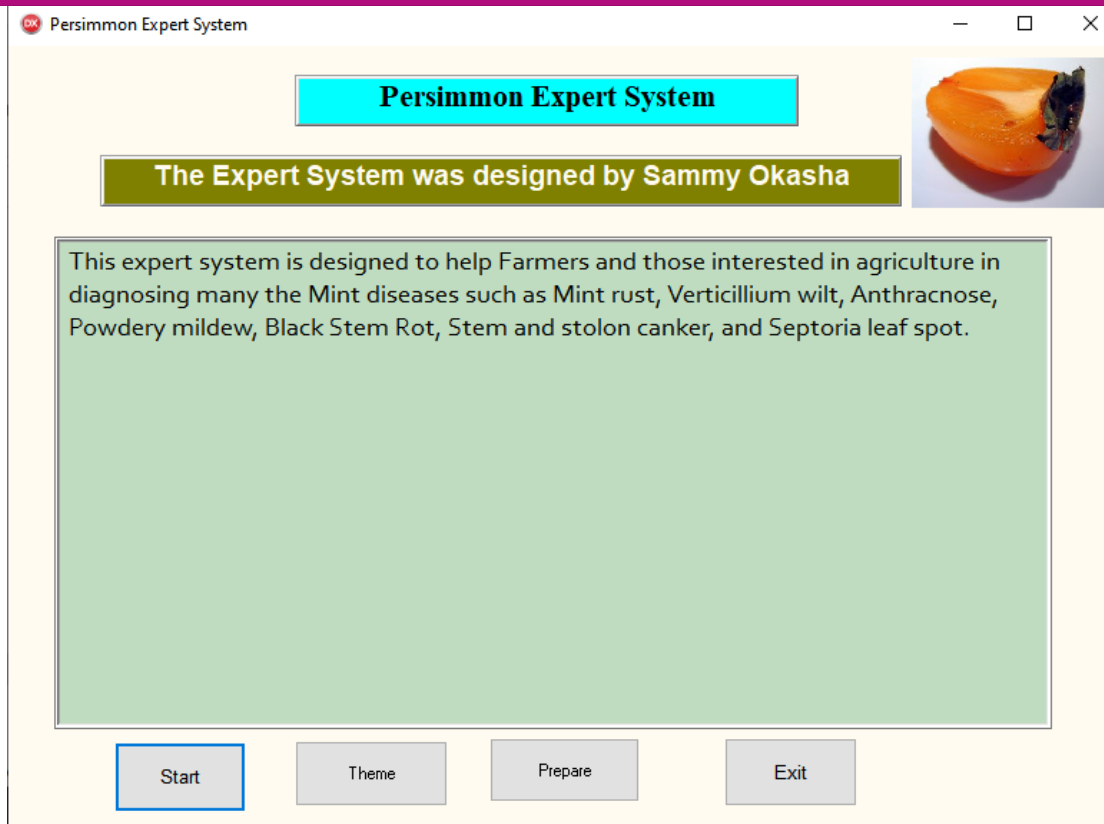 DX Persimmon Expert System
Persimmon Expert System
The Expert System was designed by Sammy Okasha
This expert system is designed to help Farmers and those interested in agriculture in
diagnosing many the Mint diseases such as Mint rust, Verticillium wilt, Anthracnose,
Powdery mildew, Black Stem Rot, Stem and stolon canker, and Septoria leaf spot.
Start Theme Prepare Exit